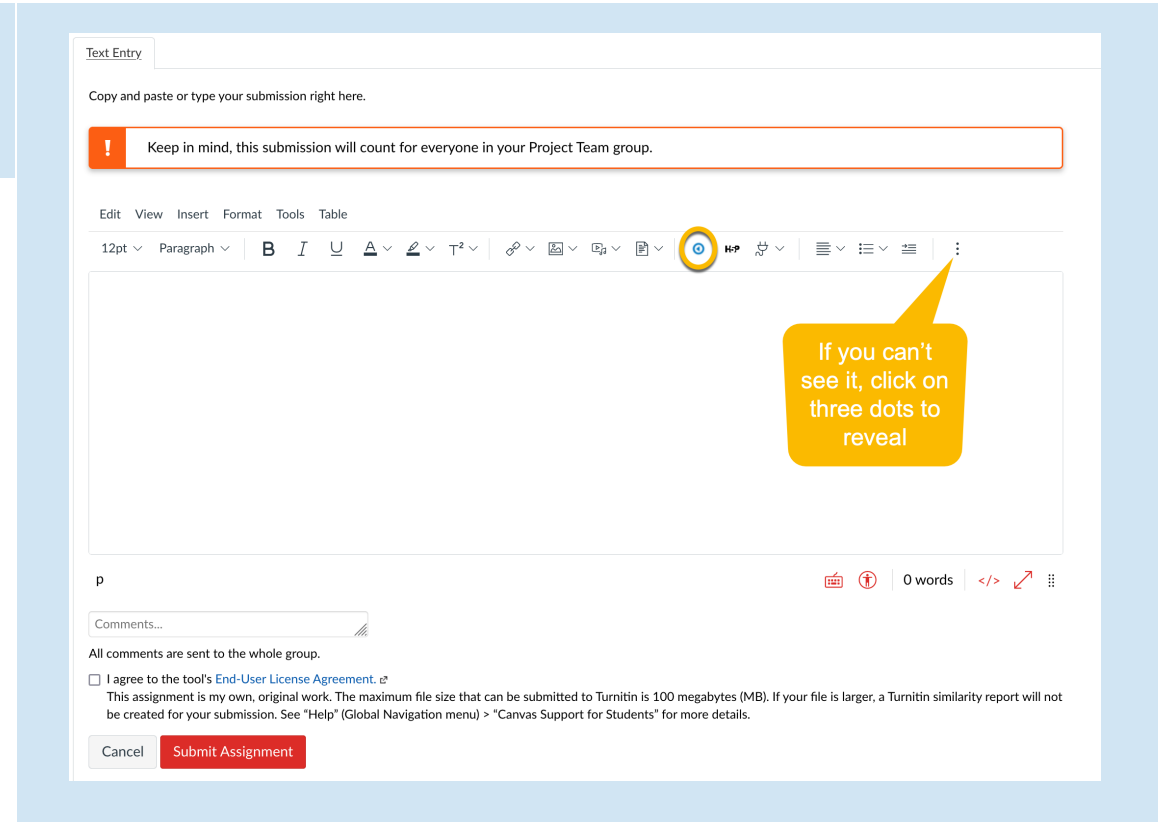 Text Entry
Copy and paste or type your submission right here.
! Keep in mind, this submission will count for everyone in your Project Team group.
Edit View Insert Format Tools Table
12pt Paragraph B I U A T² H-P
If you can't
see it, click on
three dots to
reveal
p 0 words </>
Comments...
All comments are sent to the whole group.
I agree to the tool's End-User License Agreement.
This assignment is my own, original work. The maximum file size that can be submitted to Turnitin is 100 megabytes (MB). If your file is larger, a Turnitin similarity report will not
be created for your submission. See “Help” (Global Navigation menu) > “Canvas Support for Students” for more details.
Cancel Submit Assignment